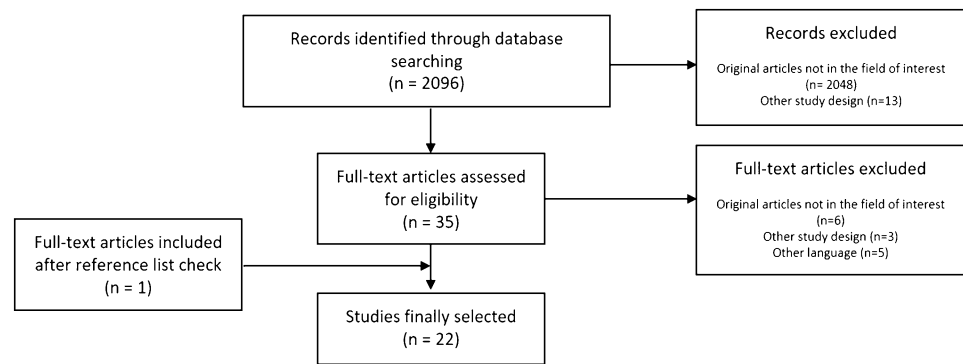 Records identified through database
searching
(n = 2096)
Records excluded
Original articles not in the field of interest
(n= 2048)
Other study design (n=13)
Full-text articles assessed
for eligibility
(n = 35)
Full-text articles excluded
Original articles not in the field of interest
(n=6)
Other study design (n=3)
Other language (n=5)
Full-text articles included
after reference list check
(n = 1)
Studies finally selected
(n = 22)